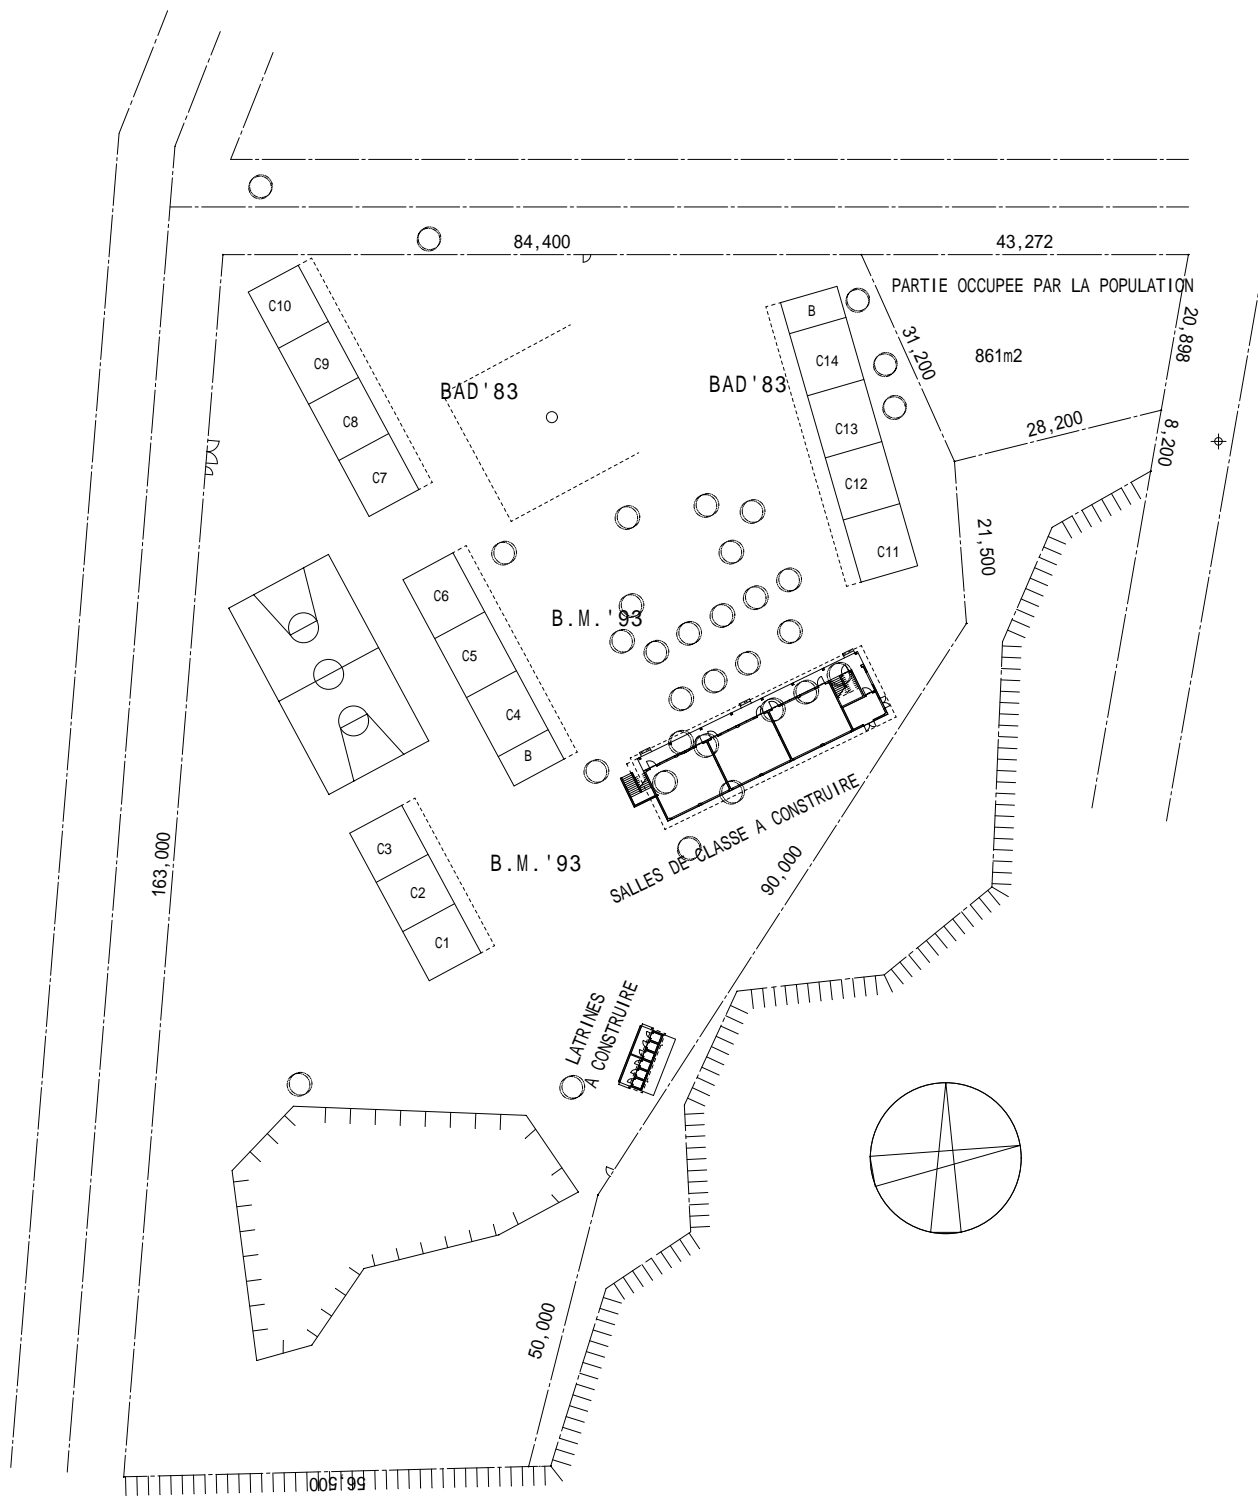 84,400
43,272
PARTIE OCCUPEE PAR LA POPULATION
C10
B
20,898
31,200
861m2
C9
C14
BAD'83
BAD'83
C8
C13
28,200
8,200
C7
C12
21,500
C11
C6
B.M.'93
C5
C4
B
SALLES DE CLASSE A CONSTRUIRE
163,000
C3
B.M.'93
90,000
C2
C1
LATRINES
A CONSTRUIRE
50,000
56,500